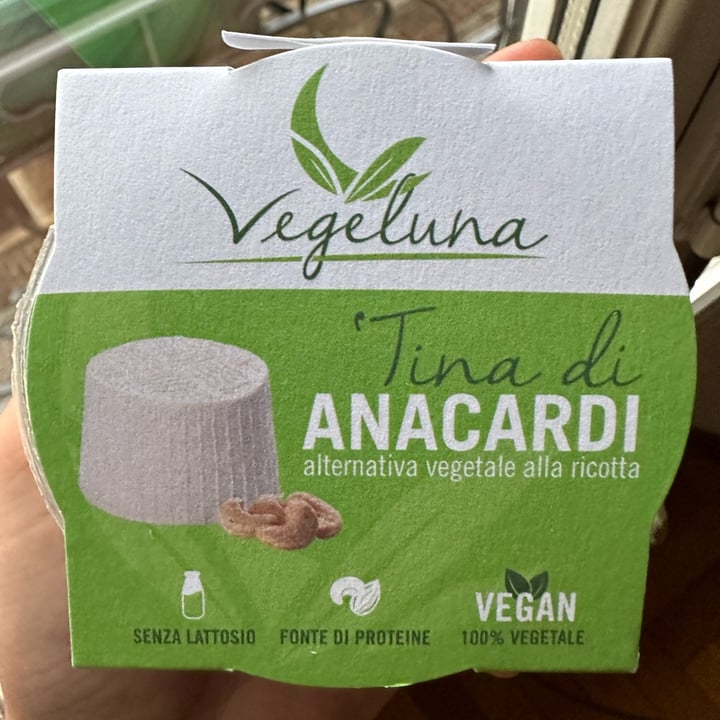 Vegeluna
'Tina di
ANACARDI
alternativa vegetale alla ricotta
SENZA LATTOSIO
FONTE DI PROTEINE
VEGAN
100% VEGETALE